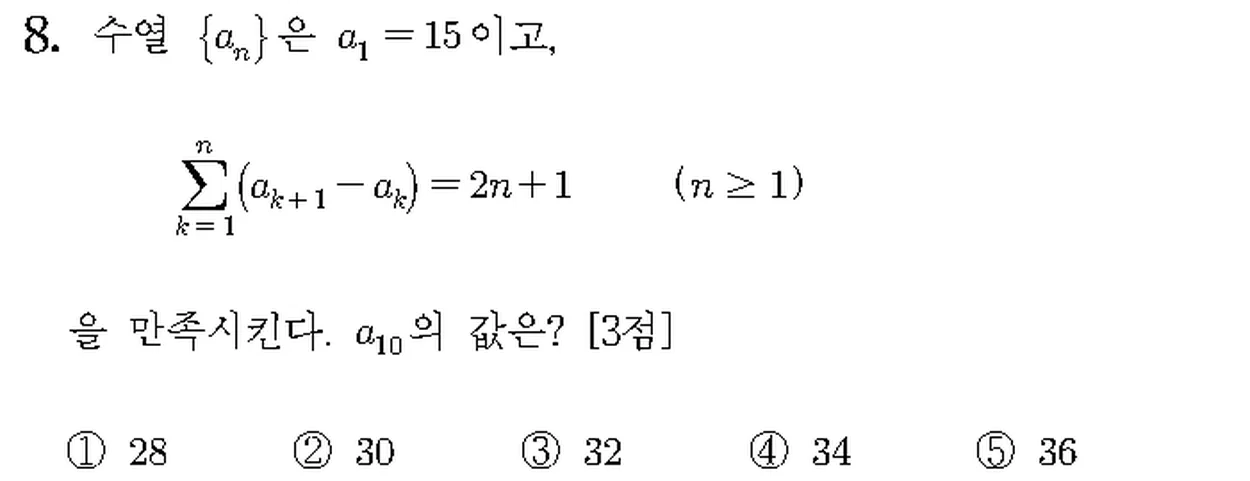 8. 수열 {aₙ}은 a₁ = 15 이고,
∑ₖ₌₁ⁿ (aₖ₊₁ − aₖ) = 2n + 1 (n ≥ 1)
을 만족시킨다. a₁₀의 값은? [3점]
① 28 ② 30 ③ 32 ④ 34 ⑤ 36